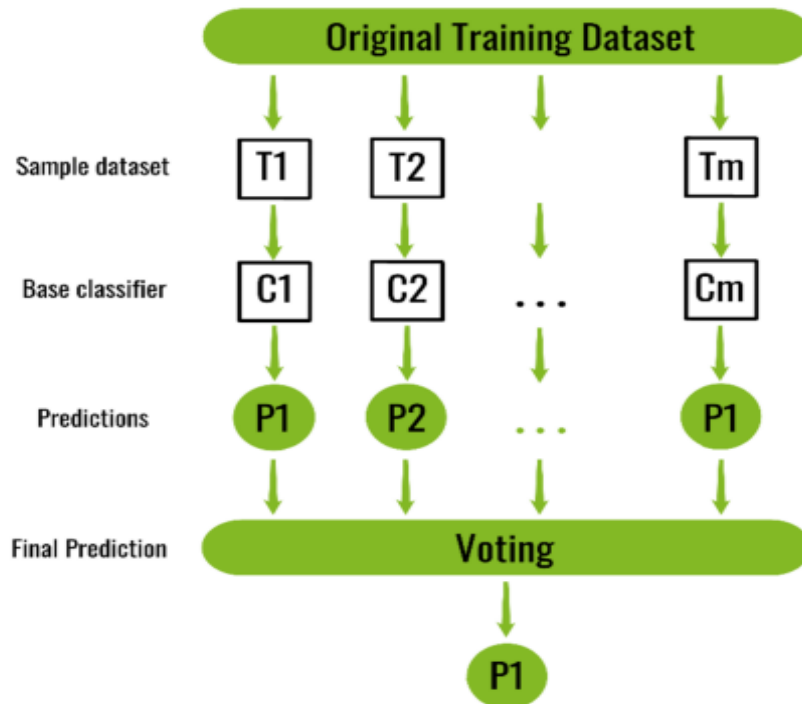 Original Training Dataset
Sample dataset T1 T2 Tm
Base classifier C1 C2 ... Cm
Predictions P1 P2 ... P1
Final Prediction Voting
P1